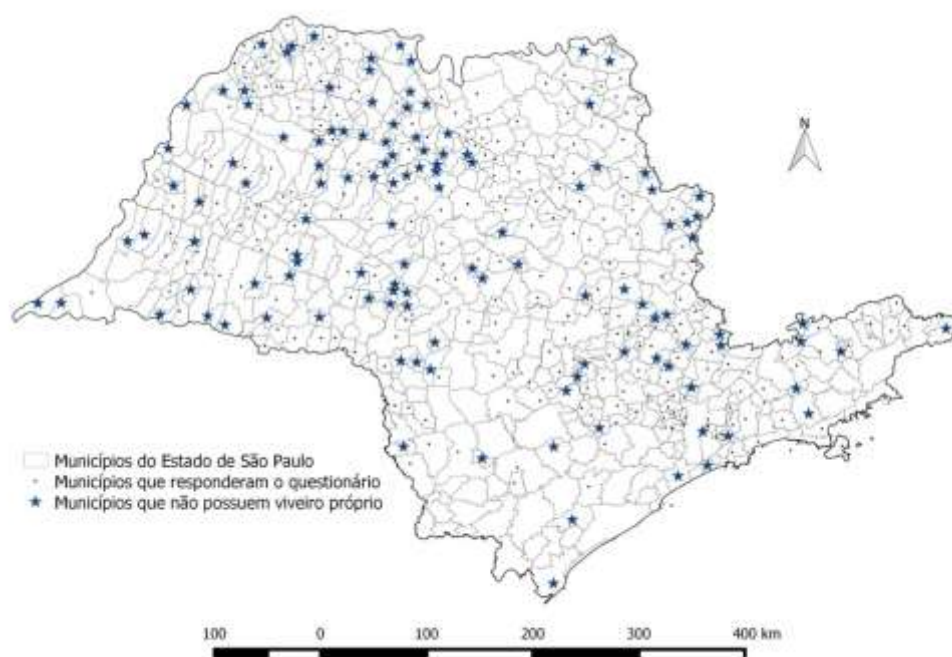 N
Municípios do Estado de São Paulo
Municípios que responderam o questionário
Municípios que não possuem viveiro próprio
100 0 100 200 300 400 km